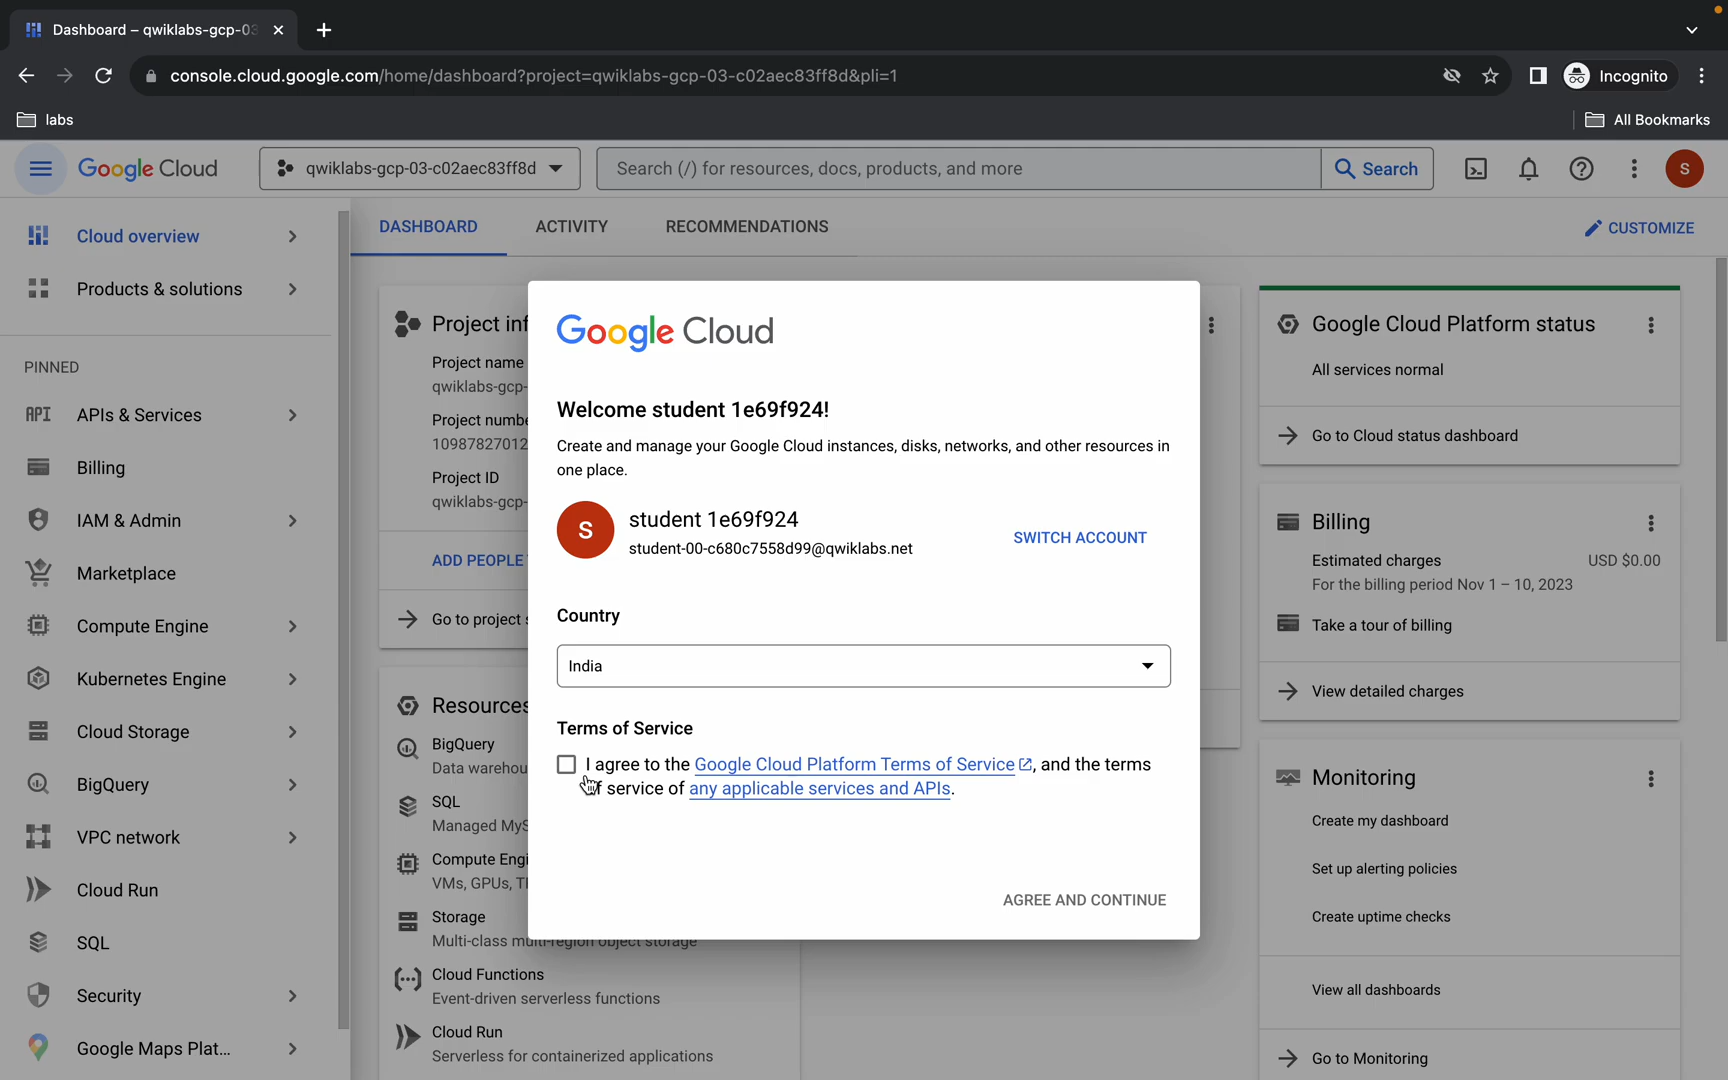 Dashboard – qwiklabs-gcp-03
console.cloud.google.com/home/dashboard?project=qwiklabs-gcp-03-c02aec83ff8d&pli=1
Incognito
labs
All Bookmarks
Google Cloud
qwiklabs-gcp-03-c02aec83ff8d
Search (/) for resources, docs, products, and more
Search
S
Cloud overview
Products & solutions
PINNED
API APIs & Services
Billing
IAM & Admin
Marketplace
Compute Engine
Kubernetes Engine
Cloud Storage
BigQuery
VPC network
Cloud Run
SQL
Security
Google Maps Plat...
DASHBOARD
ACTIVITY
RECOMMENDATIONS
CUSTOMIZE
Project inf
Project name
qwiklabs-gcp-
Project numbe
10987827012
Project ID
qwiklabs-gcp-
ADD PEOPLE
Go to project s
Resources
BigQuery
Data warehou
SQL
Managed MyS
Compute Engi
VMs, GPUs, T
Storage
Multi-class multi-region object storage
Cloud Functions
Event-driven serverless functions
Cloud Run
Serverless for containerized applications
Google Cloud
Welcome student 1e69f924!
Create and manage your Google Cloud instances, disks, networks, and other resources in
one place.
S
student 1e69f924
student-00-c680c7558d99@qwiklabs.net
SWITCH ACCOUNT
Country
India
Terms of Service
I agree to the Google Cloud Platform Terms of Service, and the terms
of service of any applicable services and APIs.
AGREE AND CONTINUE
Google Cloud Platform status
All services normal
Go to Cloud status dashboard
Billing
Estimated charges USD $0.00
For the billing period Nov 1 – 10, 2023
Take a tour of billing
View detailed charges
Monitoring
Create my dashboard
Set up alerting policies
Create uptime checks
View all dashboards
Go to Monitoring